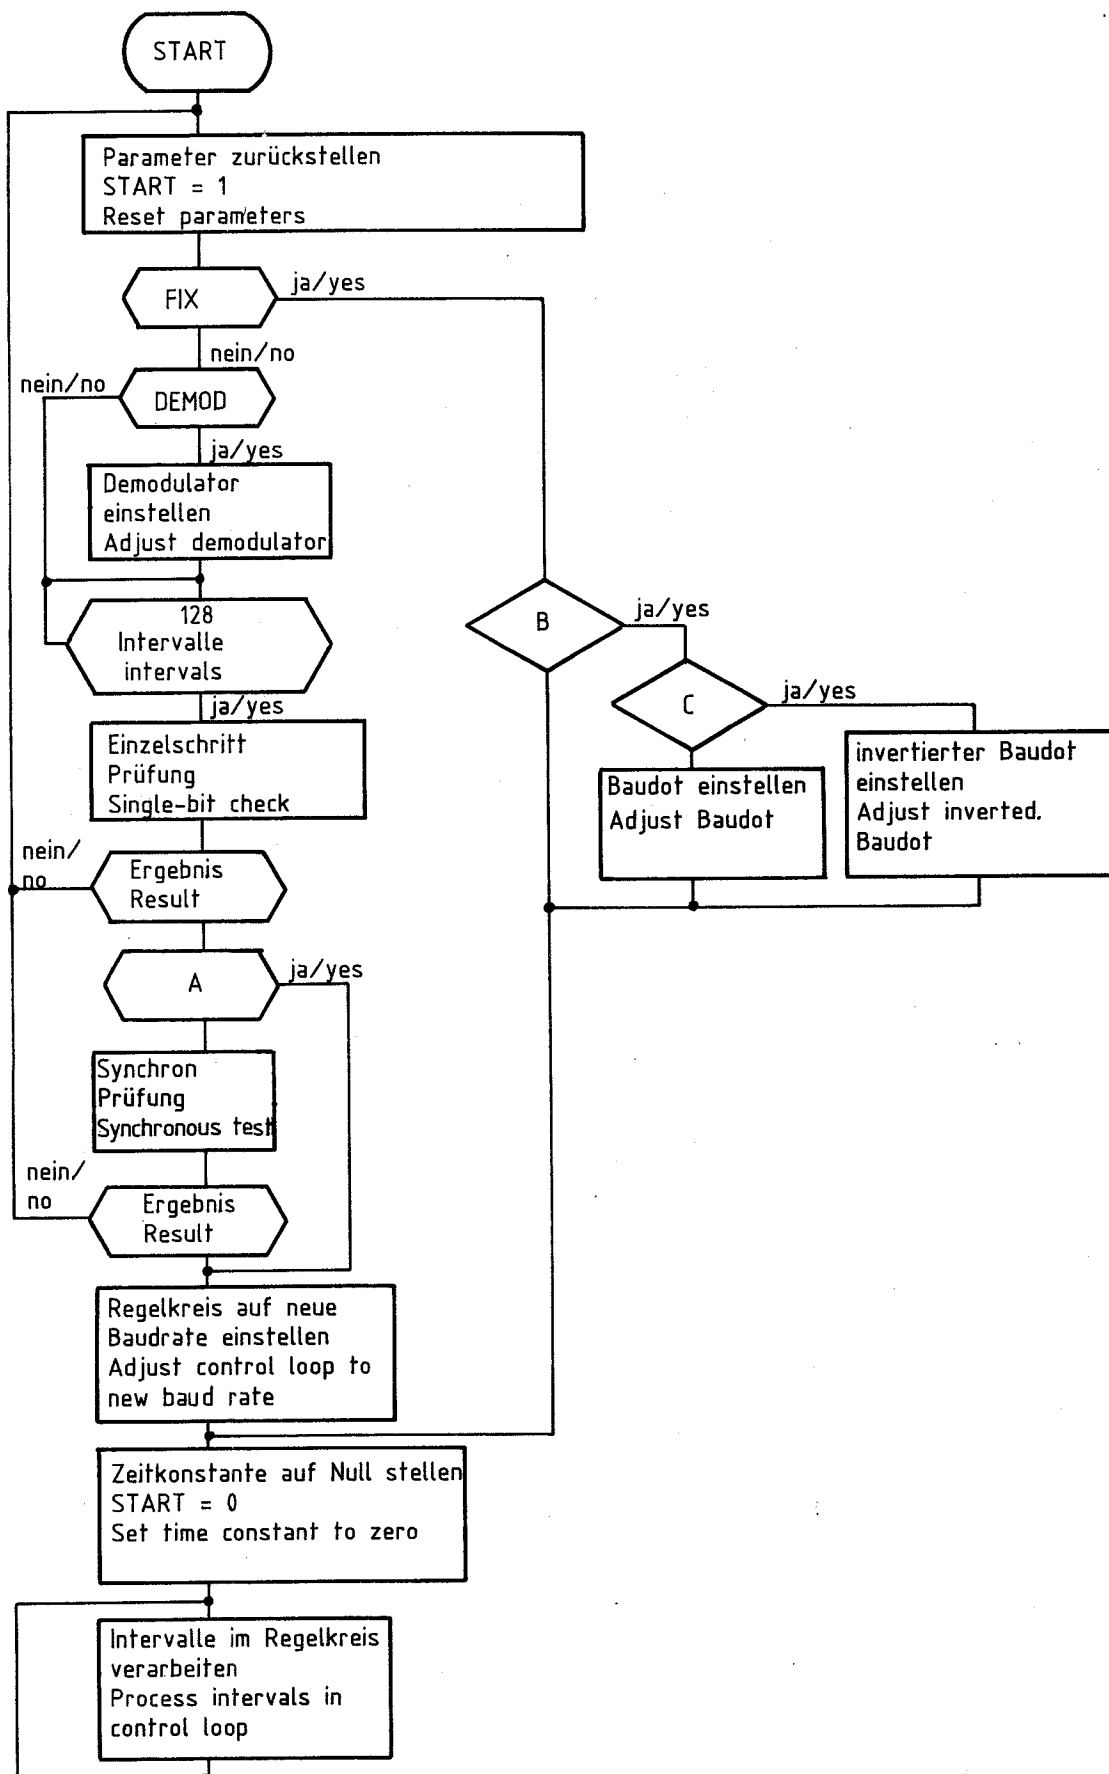 START
Parameter zurückstellen
START = 1
Reset parameters
FIX
ja/yes
nein/no
nein/no
DEMOD
ja/yes
Demodulator
einstellen
Adjust demodulator
128
Intervalle
intervals
ja/yes
B
ja/yes
C
ja/yes
Einzelschritt
Prüfung
Single-bit check
Baudot einstellen
Adjust Baudot
invertierter Baudot
einstellen
Adjust inverted.
Baudot
nein/
no
Ergebnis
Result
A
ja/yes
Synchron
Prüfung
Synchronous test
nein/
no
Ergebnis
Result
Regelkreis auf neue
Baudrate einstellen
Adjust control loop to
new baud rate
Zeitkonstante auf Null stellen
START = 0
Set time constant to zero
Intervalle im Regelkreis
verarbeiten
Process intervals in
control loop